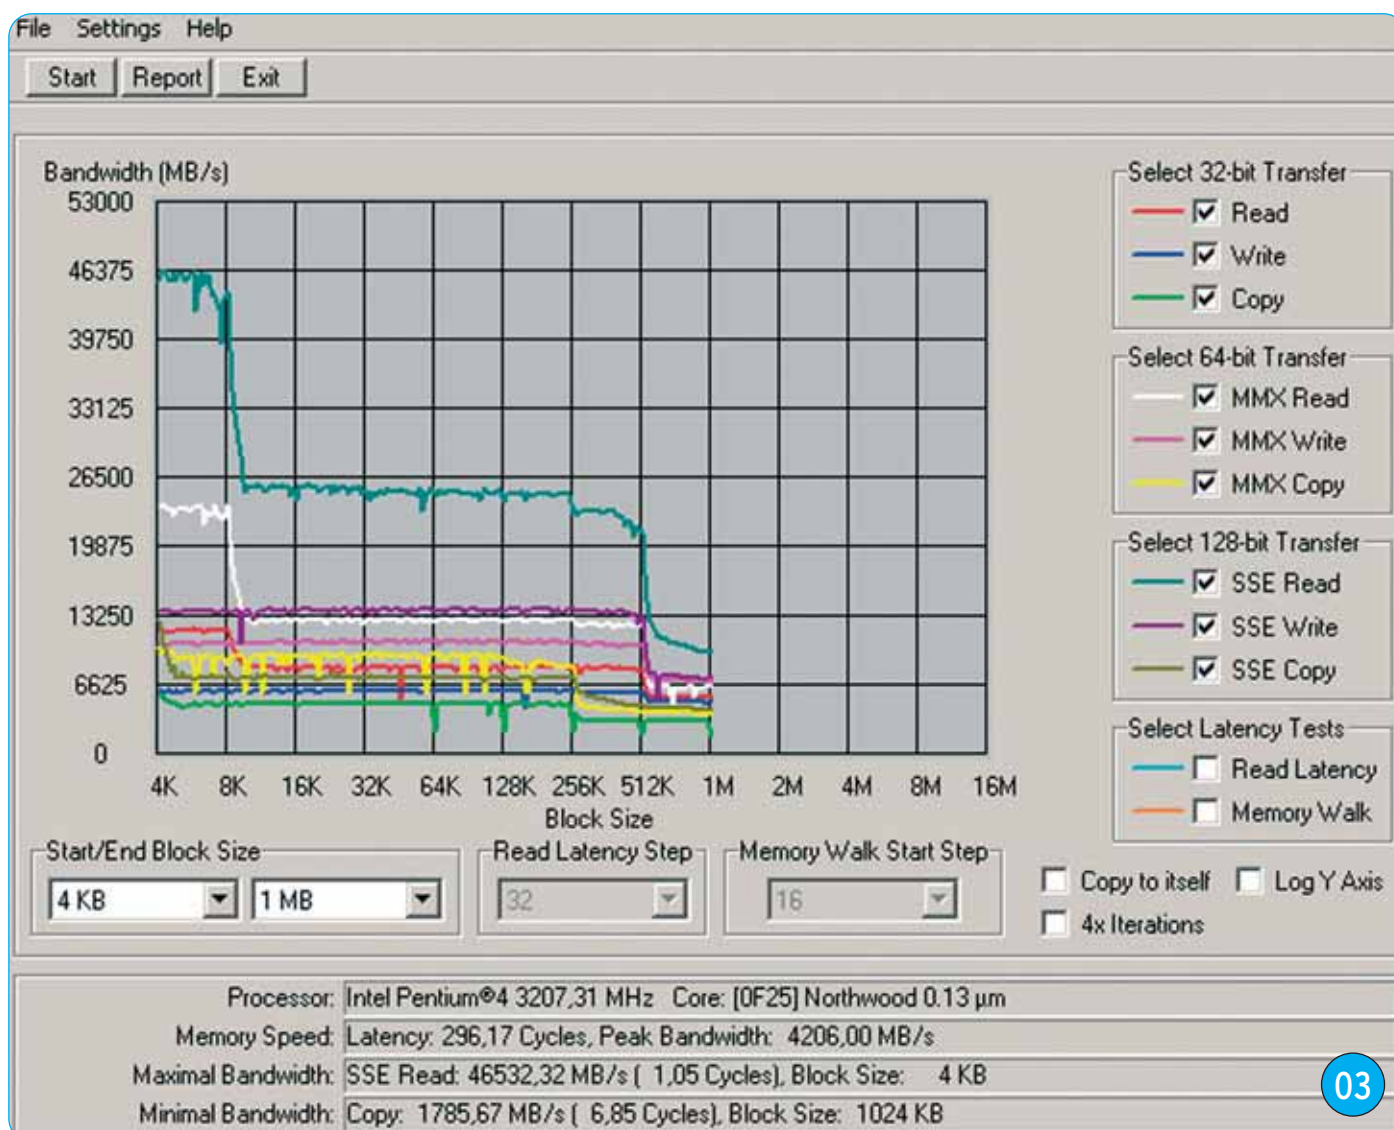 File Settings Help
Start Report Exit
Bandwidth (MB/s)
53000
46375
39750
33125
26500
19875
13250
6625
0
4K 8K 16K 32K 64K 128K 256K 512K 1M 2M 4M 8M 16M
Block Size
Select 32-bit Transfer
Read
Write
Copy
Select 64-bit Transfer
MMX Read
MMX Write
MMX Copy
Select 128-bit Transfer
SSE Read
SSE Write
SSE Copy
Select Latency Tests
Read Latency
Memory Walk
Start/End Block Size
4 KB 1 MB
Read Latency Step
32
Memory Walk Start Step
16
Copy to itself Log Y Axis
4x Iterations
Processor: Intel Pentium®4 3207,31 MHz Core: [0F25] Northwood 0.13 µm
Memory Speed: Latency: 296,17 Cycles, Peak Bandwidth: 4206,00 MB/s
Maximal Bandwidth: SSE Read: 46532,32 MB/s ( 1,05 Cycles), Block Size: 4 KB
Minimal Bandwidth: Copy: 1785,67 MB/s ( 6,85 Cycles), Block Size: 1024 KB
03